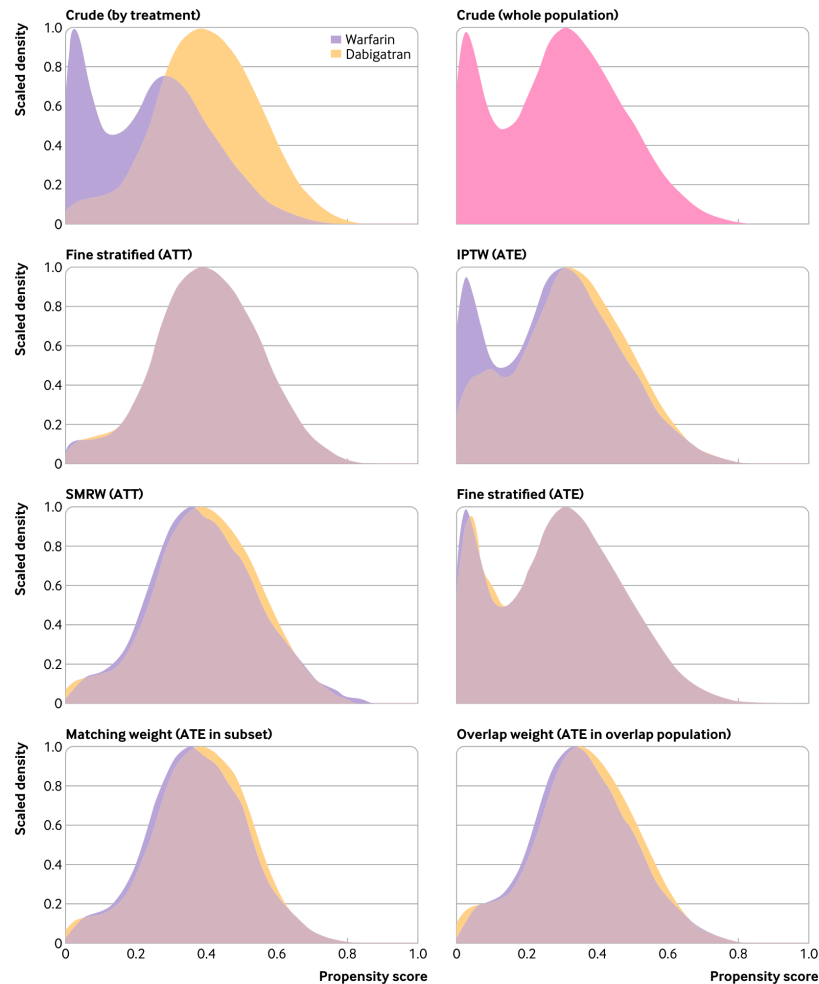 Crude (by treatment)
Crude (whole population)
Scaled density
1.0
0.8
0.6
0.4
0.2
0
Warfarin
Dabigatran
Fine stratified (ATT)
IPTW (ATE)
Scaled density
1.0
0.8
0.6
0.4
0.2
0
SMRW (ATT)
Fine stratified (ATE)
Scaled density
1.0
0.8
0.6
0.4
0.2
0
Matching weight (ATE in subset)
Overlap weight (ATE in overlap population)
Scaled density
1.0
0.8
0.6
0.4
0.2
0
0 0.2 0.4 0.6 0.8 1.0
0 0.2 0.4 0.6 0.8 1.0
Propensity score
Propensity score